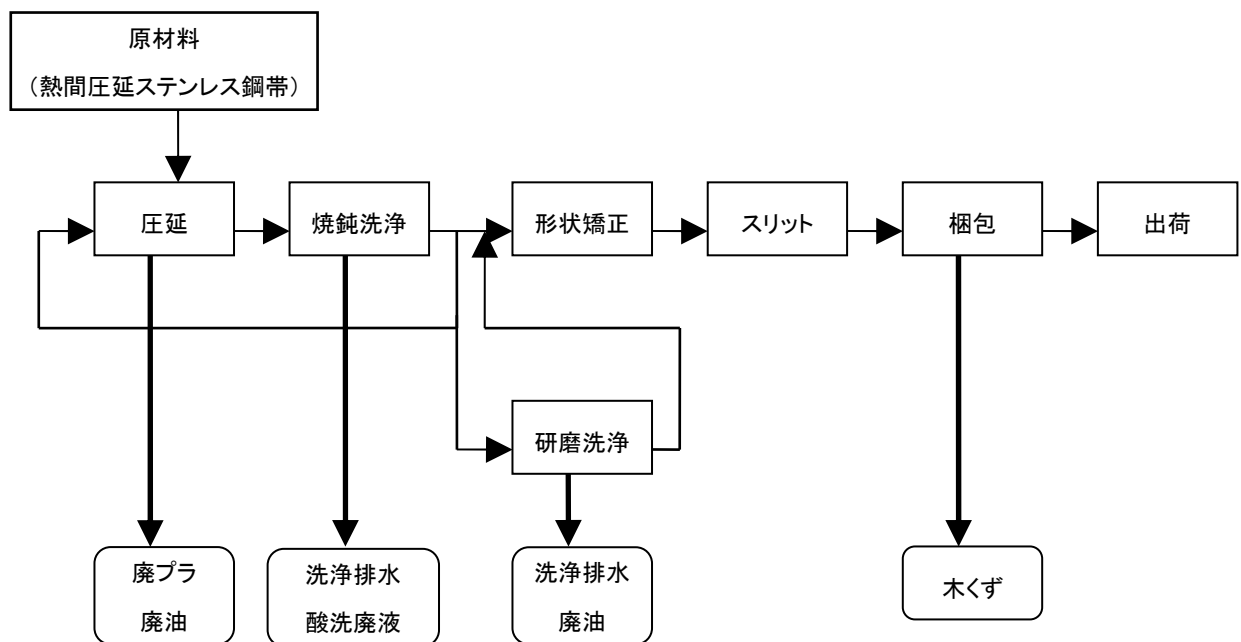 原材料
（熱間圧延ステンレス鋼帯）
圧延
焼鈍洗浄
形状矯正
スリット
梱包
出荷
研磨洗浄
廃プラ
廃油
洗浄排水
酸洗廃液
洗浄排水
廃油
木くず